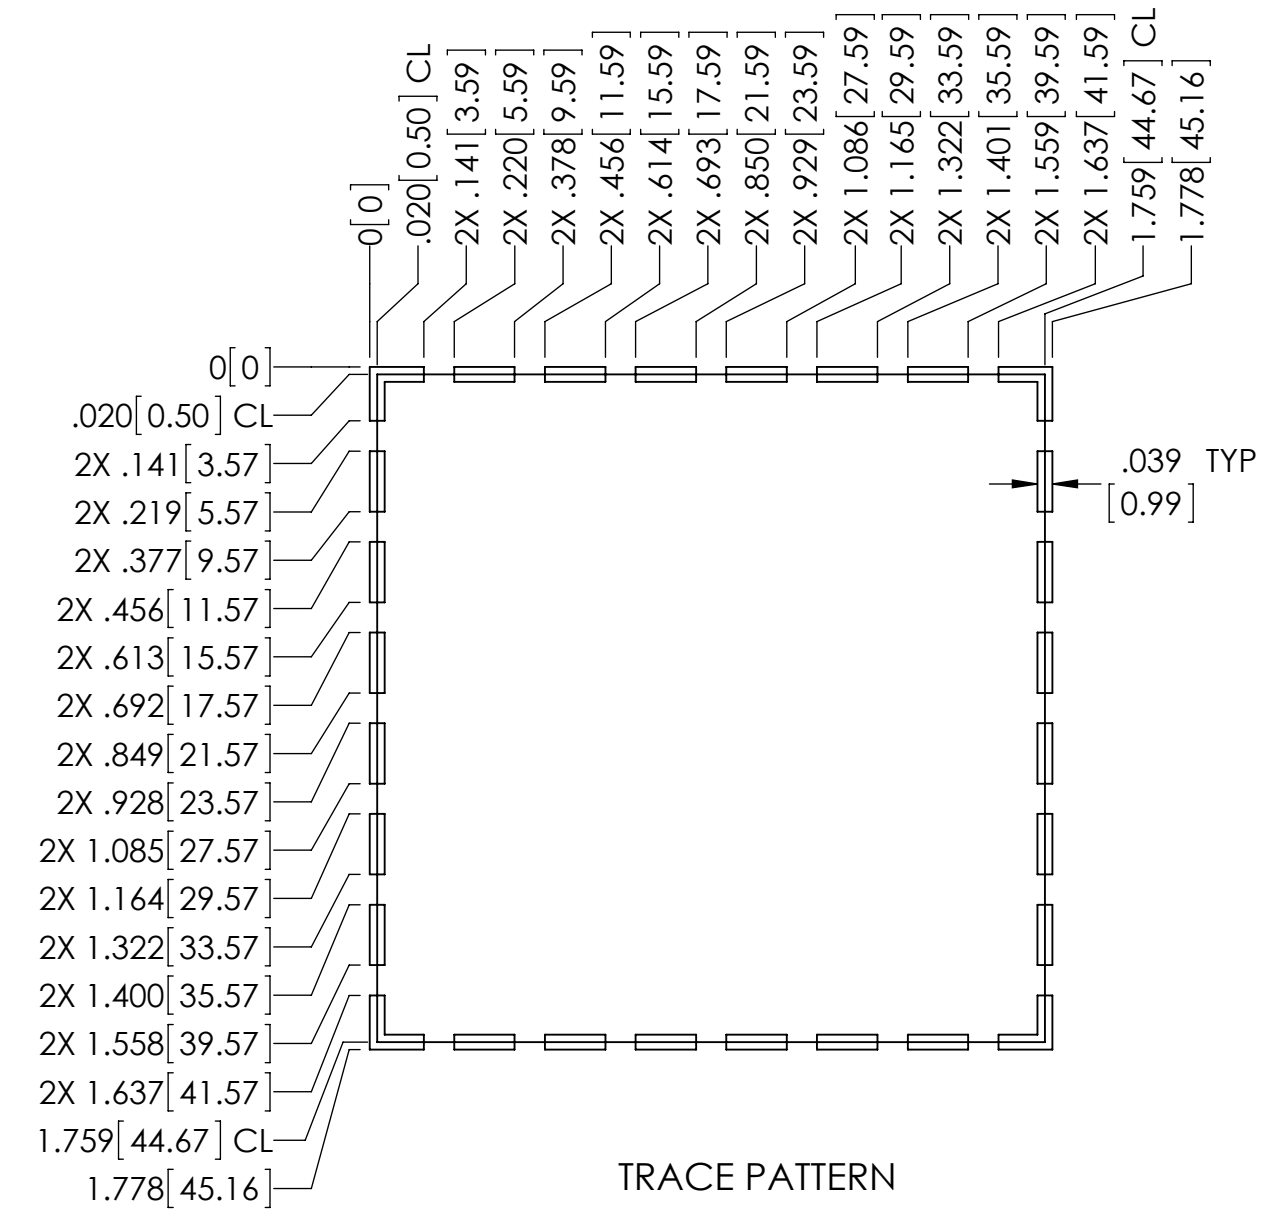 0[0]
.020[0.50] CL
2X .141[3.59]
2X .220[5.59]
2X .378[9.59]
2X .456[11.59]
2X .614[15.59]
2X .693[17.59]
2X .850[21.59]
2X .929[23.59]
2X 1.086[27.59]
2X 1.165[29.59]
2X 1.322[33.59]
2X 1.401[35.59]
2X 1.559[39.59]
2X 1.637[41.59]
1.759[44.67] CL
1.778[45.16]
0[0]
.020[0.50] CL
2X .141[3.57]
2X .219[5.57]
2X .377[9.57]
2X .456[11.57]
2X .613[15.57]
2X .692[17.57]
2X .849[21.57]
2X .928[23.57]
2X 1.085[27.57]
2X 1.164[29.57]
2X 1.322[33.57]
2X 1.400[35.57]
2X 1.558[39.57]
2X 1.637[41.57]
1.759[44.67] CL
1.778[45.16]
.039 TYP
[0.99]
TRACE PATTERN